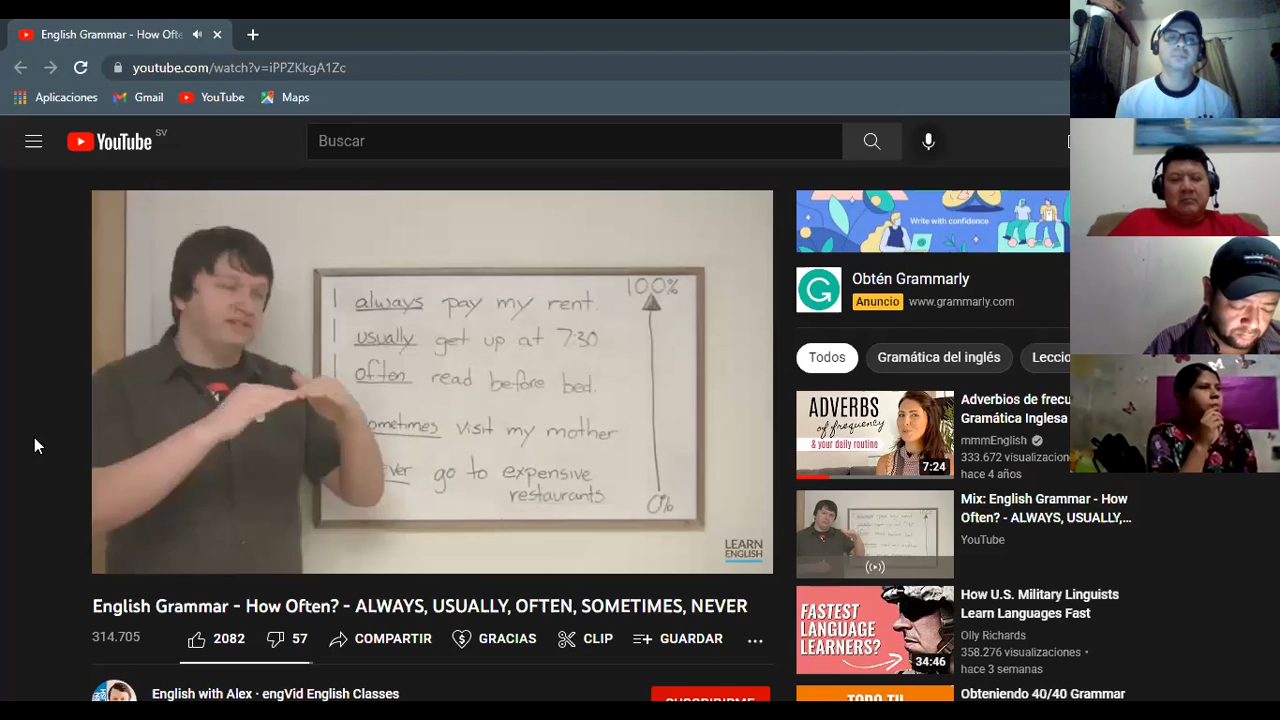 English Grammar - How Ofte
youtube.com/watch?v=iPPZKkgA1Zc
Aplicaciones
Gmail
YouTube
Maps
YouTube SV
Buscar
I always pay my rent.
I usually get up at 7:30
I often read before bed.
ometimes visit my mother
ver go to expensive
restaurants
100%
0%
LEARN
ENGLISH
English Grammar - How Often? - ALWAYS, USUALLY, OFTEN, SOMETIMES, NEVER
314.705
2082
57
COMPARTIR
GRACIAS
CLIP
GUARDAR
English with Alex · engVid English Classes
SUSCRIBIRME
Write with confidence
Obtén Grammarly
Anuncio www.grammarly.com
Todos
Gramática del inglés
Leccio
ADVERBS
of frequency
& your daily routine
7:24
Adverbios de frecu
Gramática Inglesa
mmmEnglish
333.672 visualizacion
hace 4 años
Mix: English Grammar - How
Often? - ALWAYS, USUALLY,...
YouTube
FASTEST
LANGUAGE
LEARNERS?
34:46
How U.S. Military Linguists
Learn Languages Fast
Olly Richards
358.276 visualizaciones •
hace 3 semanas
TODO TU
Obteniendo 40/40 Grammar